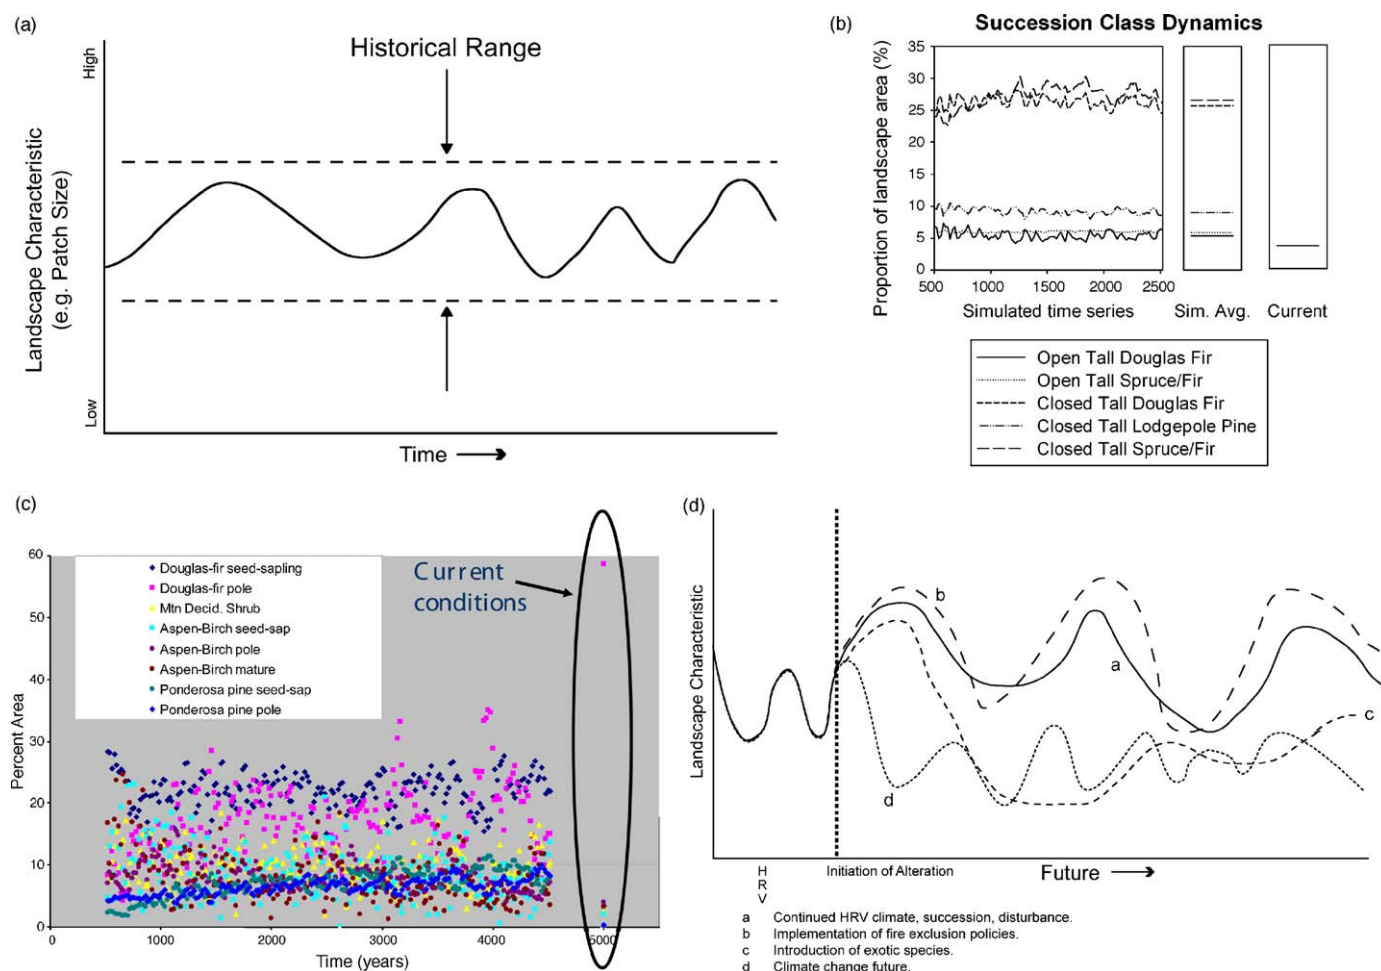 (a)
Historical Range
High
Landscape Characteristic
(e.g. Patch Size)
Low
Time
(b)
Succession Class Dynamics
Proportion of landscape area (%)
35
30
25
20
15
10
5
0
500 1000 1500 2000 2500
Simulated time series
Sim. Avg.
Current
Open Tall Douglas Fir
Open Tall Spruce/Fir
Closed Tall Douglas Fir
Closed Tall Lodgepole Pine
Closed Tall Spruce/Fir
(c)
Percent Area
60
50
40
30
20
10
0
Douglas-fir seed-sapling
Douglas-fir pole
Mtn Decid. Shrub
Aspen-Birch seed-sap
Aspen-Birch pole
Aspen-Birch mature
Ponderosa pine seed-sap
Ponderosa pine pole
Current
conditions
0 1000 2000 3000 4000 5000
Time (years)
(d)
Landscape Characteristic
b
a
c
d
H
R
V
Initiation of Alteration
Future
a Continued HRV climate, succession, disturbance.
b Implementation of fire exclusion policies.
c Introduction of exotic species.
d Climate change future.